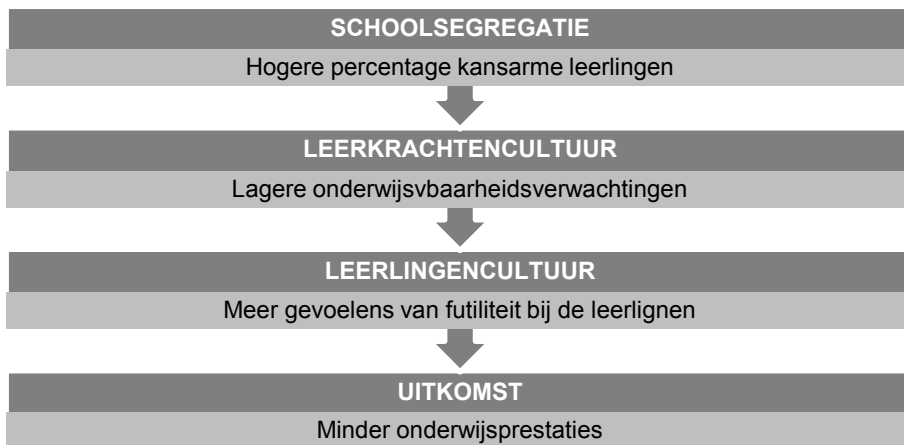 SCHOOLSEGREGATIE
Hogere percentage kansarme leerlingen
LEERKRACHTENCULTUUR
Lagere onderwijsvbaarheidsverwachtingen
LEERLINGENCULTUUR
Meer gevoelens van futiliteit bij de leerlignen
UITKOMST
Minder onderwijsprestaties